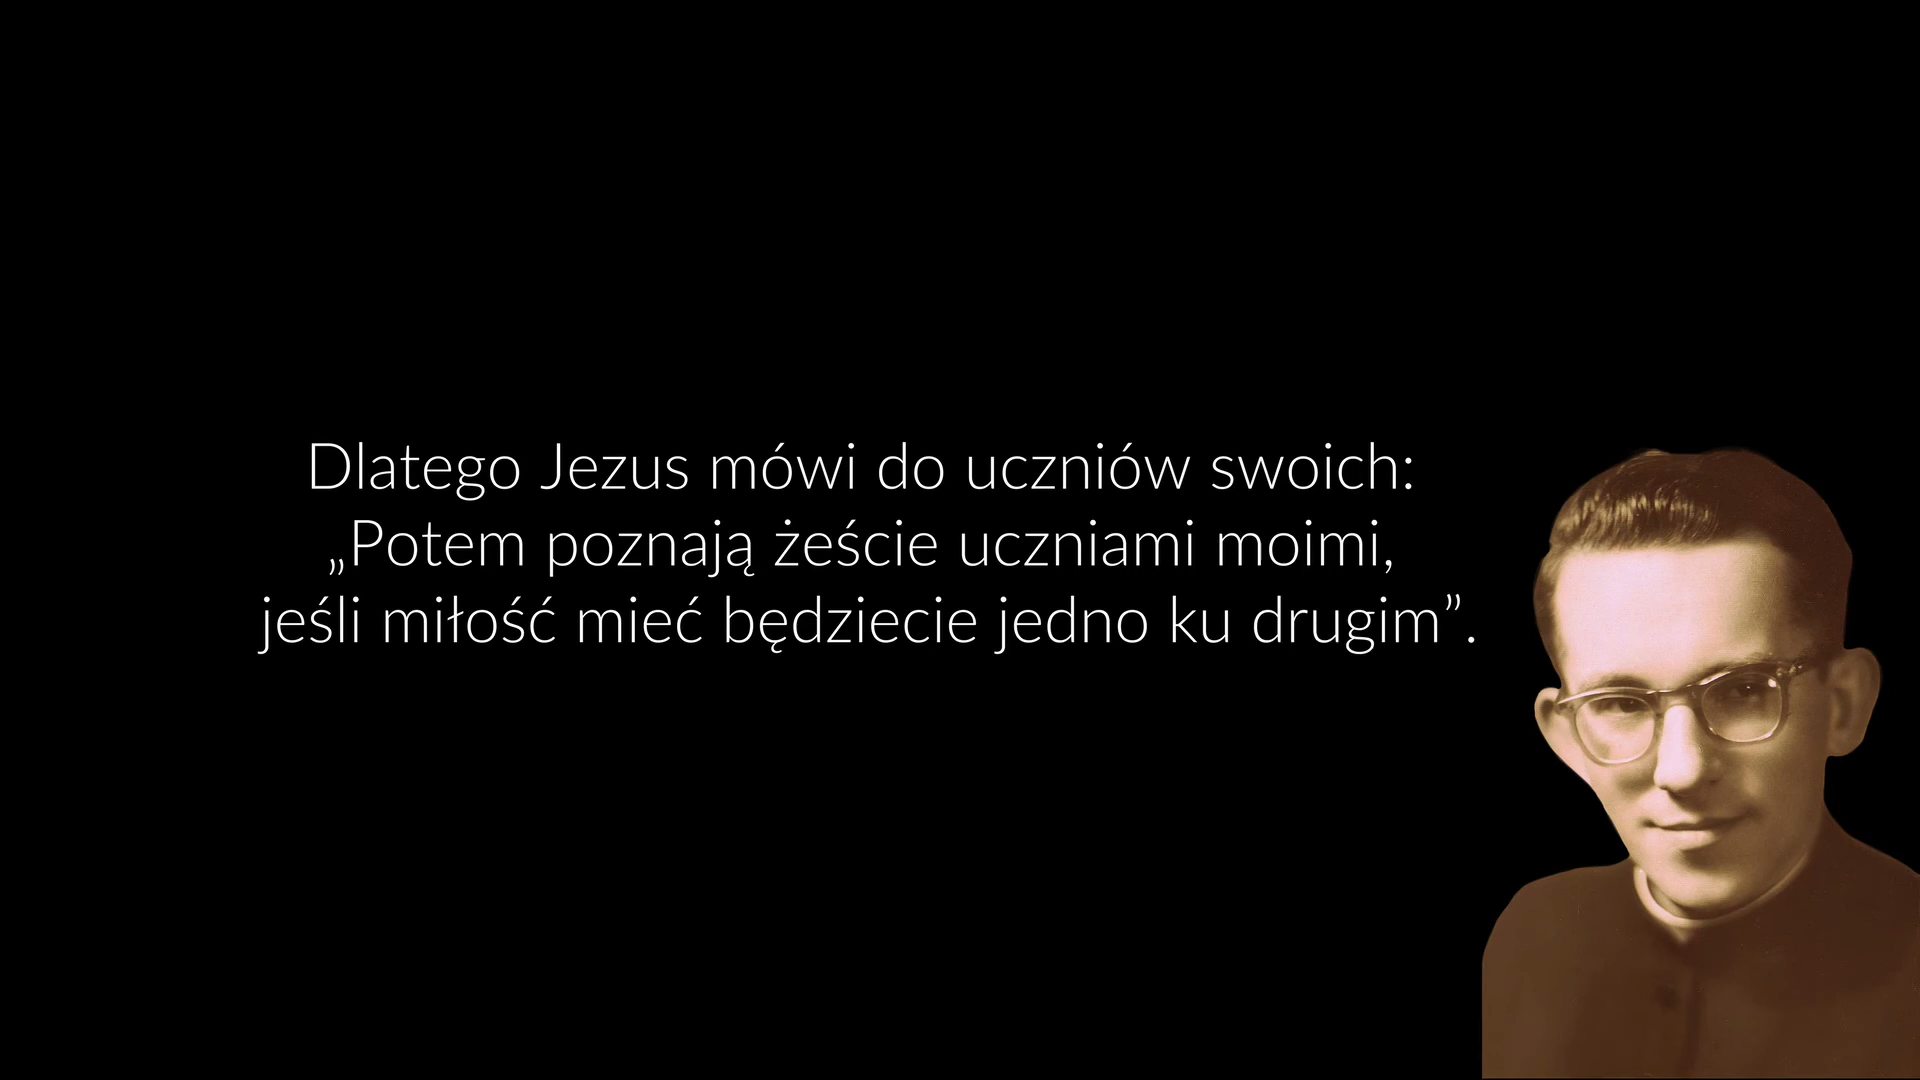 Dlatego Jezus mówi do uczniów swoich:
„Potem poznają żeście uczniami moimi,
jeśli miłość mieć będziecie jedno ku drugim”.